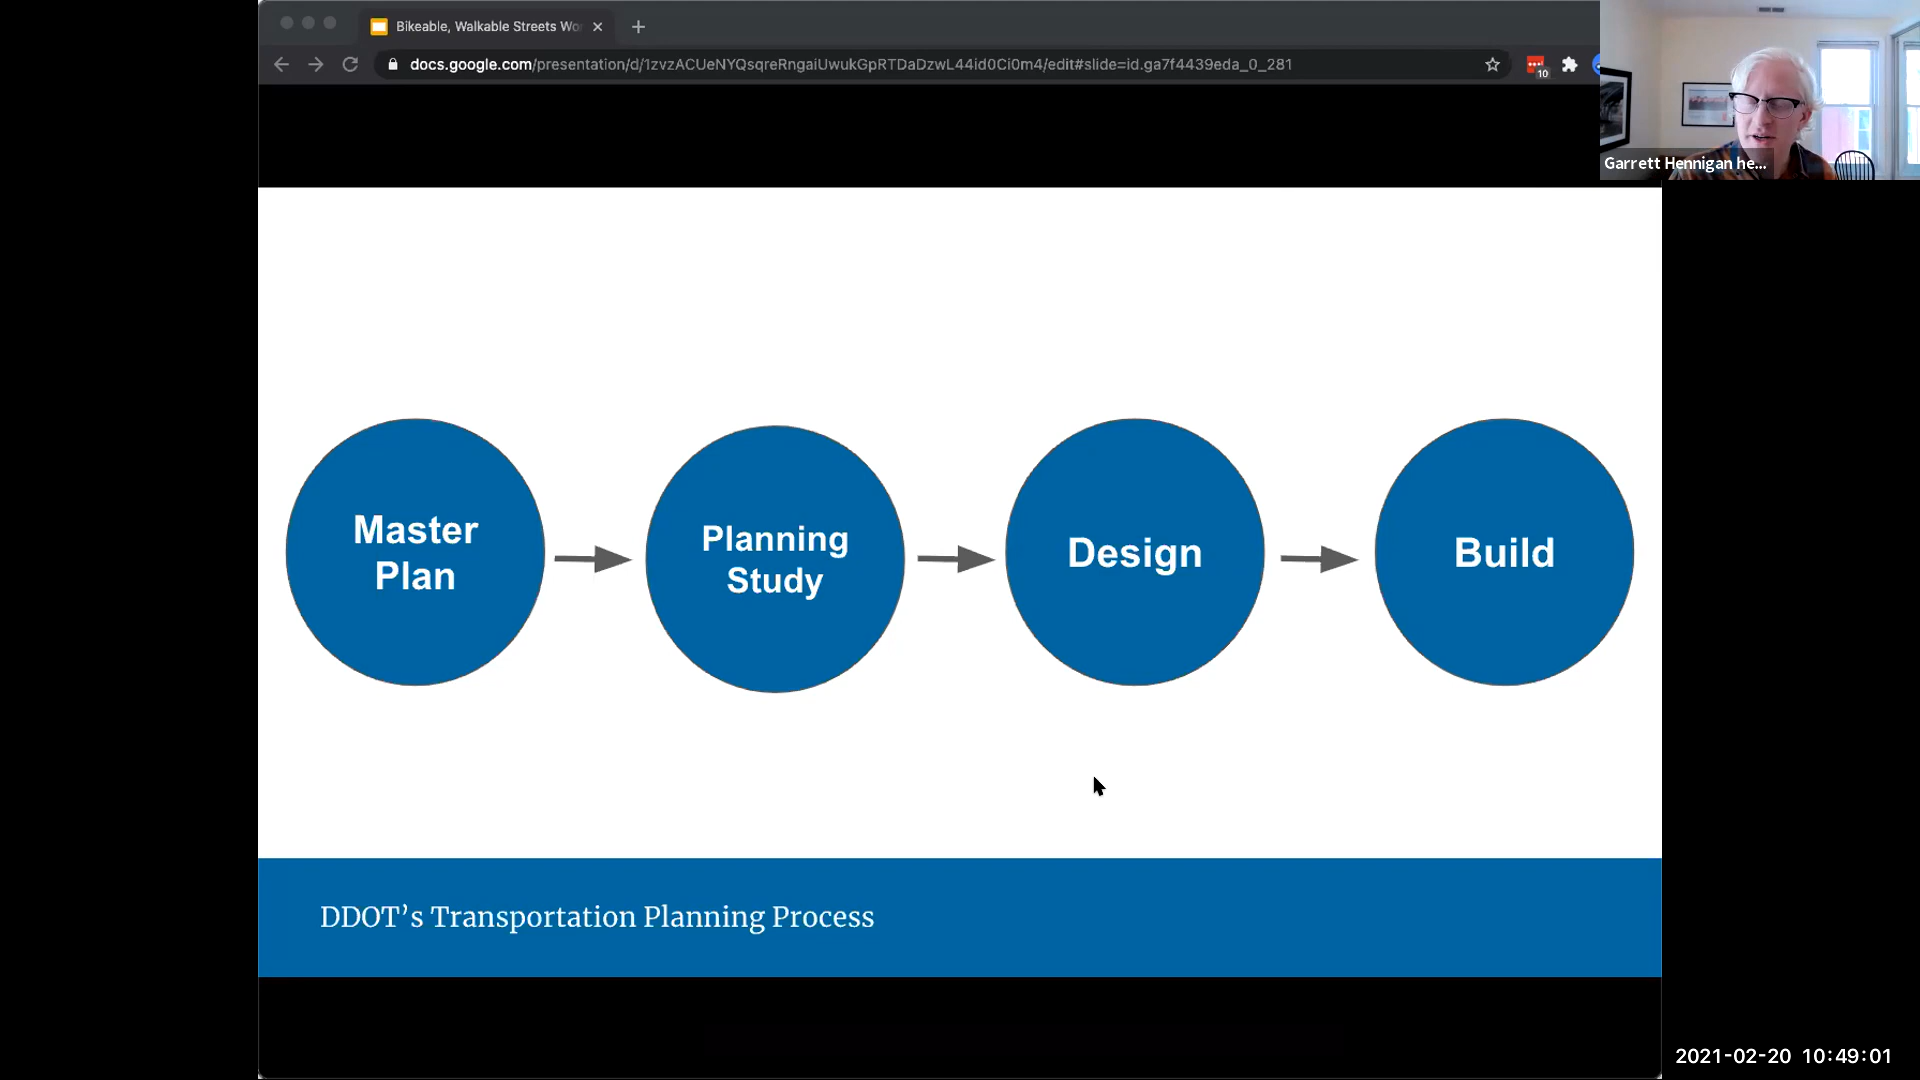 Bikeable, Walkable Streets Wo
docs.google.com/presentation/d/1zvzACUeNYQsqreRngaiUwukGpRTDaDzwL44id0Ci0m4/edit#slide=id.ga7f4439eda_0_281
10
Garrett Hennigan he...
Master
Plan
Planning
Study
Design
Build
DDOT’s Transportation Planning Process
2021-02-20 10:49:01